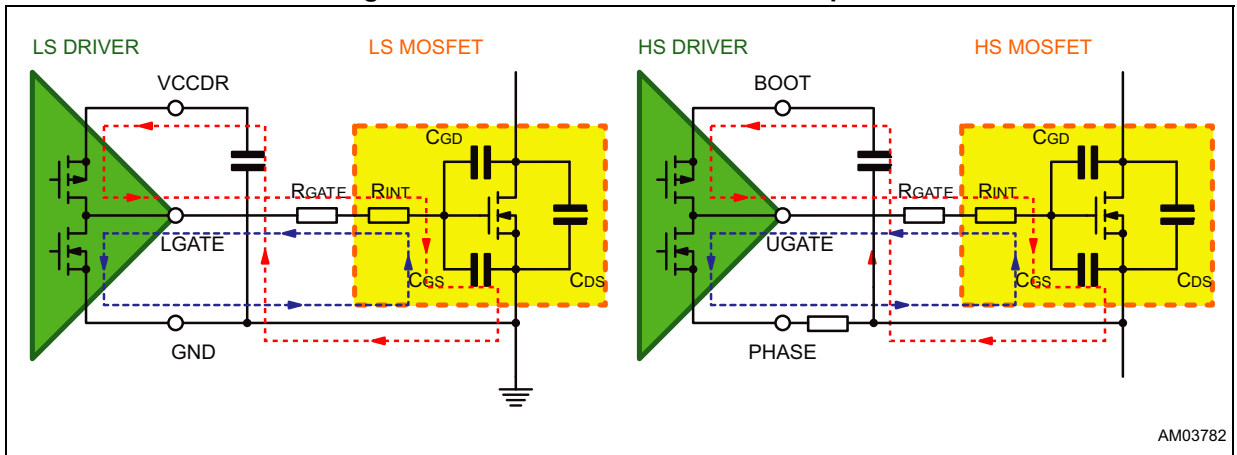 LS DRIVER
LS MOSFET
HS DRIVER
HS MOSFET
VCCDR
BOOT
CGD
CGD
RGATE
RINT
RGATE
RINT
LGATE
UGATE
CGS
CDS
CGS
CDS
GND
PHASE
AM03782